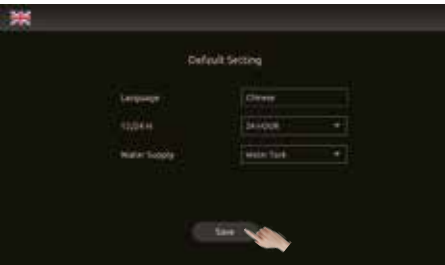 Default Setting
Language Chinese
12/24 H 24 HOUR
Water Supply Water Tank
Save